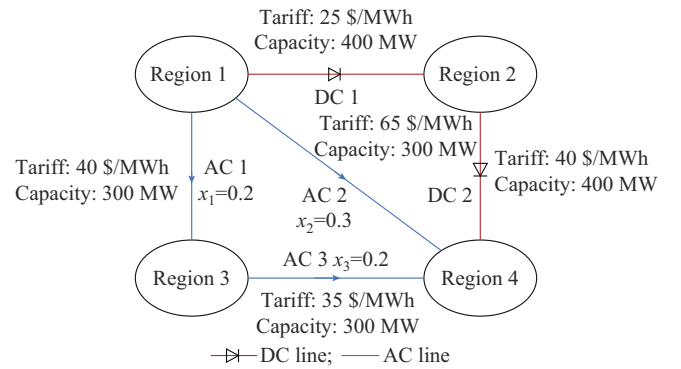 Tariff: 25 $/MWh
Capacity: 400 MW
Region 1
Region 2
DC 1
Tariff: 65 $/MWh
Capacity: 300 MW
Tariff: 40 $/MWh
Capacity: 300 MW
AC 1
x₁=0.2
AC 2
x₂=0.3
DC 2
Tariff: 40 $/MWh
Capacity: 400 MW
Region 3
AC 3 x₃=0.2
Region 4
Tariff: 35 $/MWh
Capacity: 300 MW
DC line; AC line